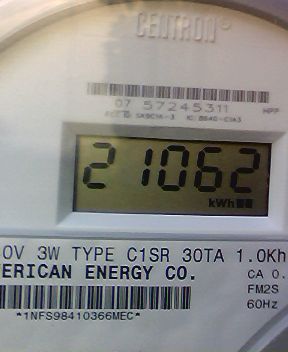 CENTRON®
07 57245311 HPP
21062
kWh
0V 3W TYPE C1SR 30TA 1.0Kh
ERICAN ENERGY CO. CA 0.
FM2S
*1NFS98410366MEC* 60Hz